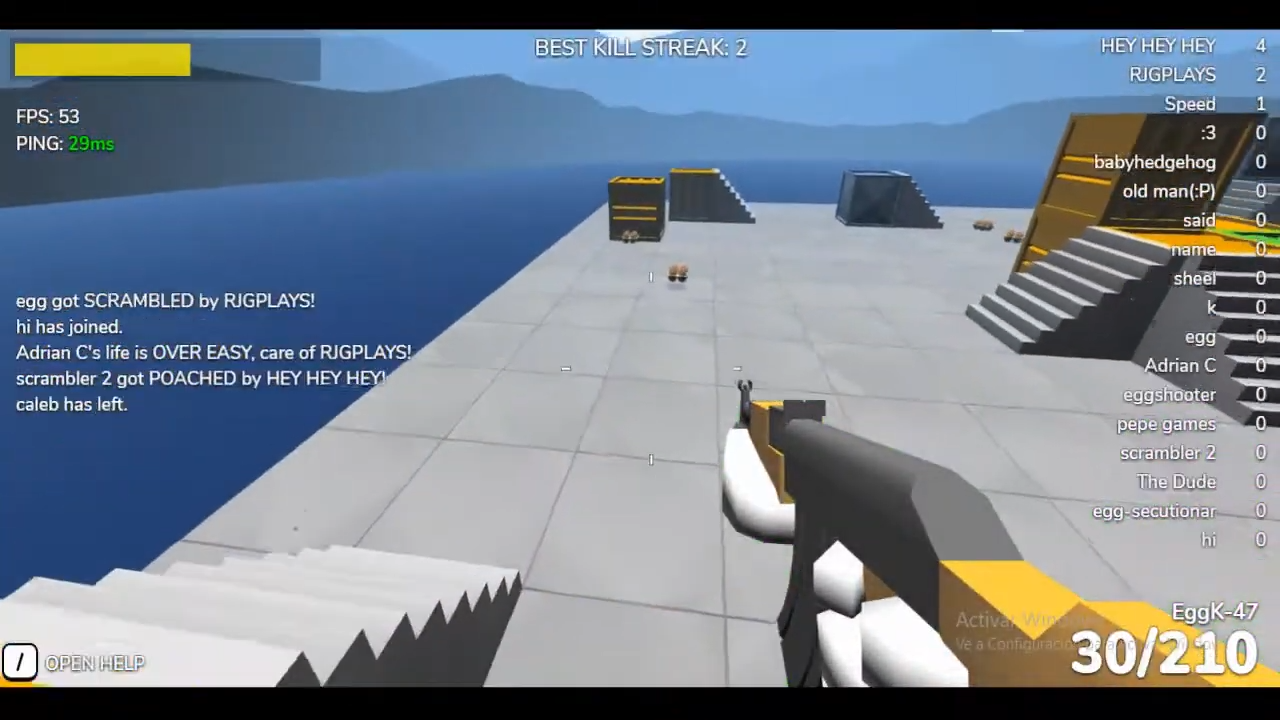 BEST KILL STREAK: 2
FPS: 53
PING: 29ms
HEY HEY HEY 4
RJGPLAYS 2
Speed 1
:3 0
babyhedgehog 0
old man(:P) 0
said 0
name 0
sheel 0
k 0
egg 0
Adrian C 0
eggshooter 0
pepe games 0
scrambler 2 0
The Dude 0
egg-secutionar 0
hi 0
egg got SCRAMBLED by RJGPLAYS!
hi has joined.
Adrian C's life is OVER EASY, care of RJGPLAYS!
scrambler 2 got POACHED by HEY HEY HEY!
caleb has left.
/ OPEN HELP
EggK-47
30/210
Activar
Ve a Configuració